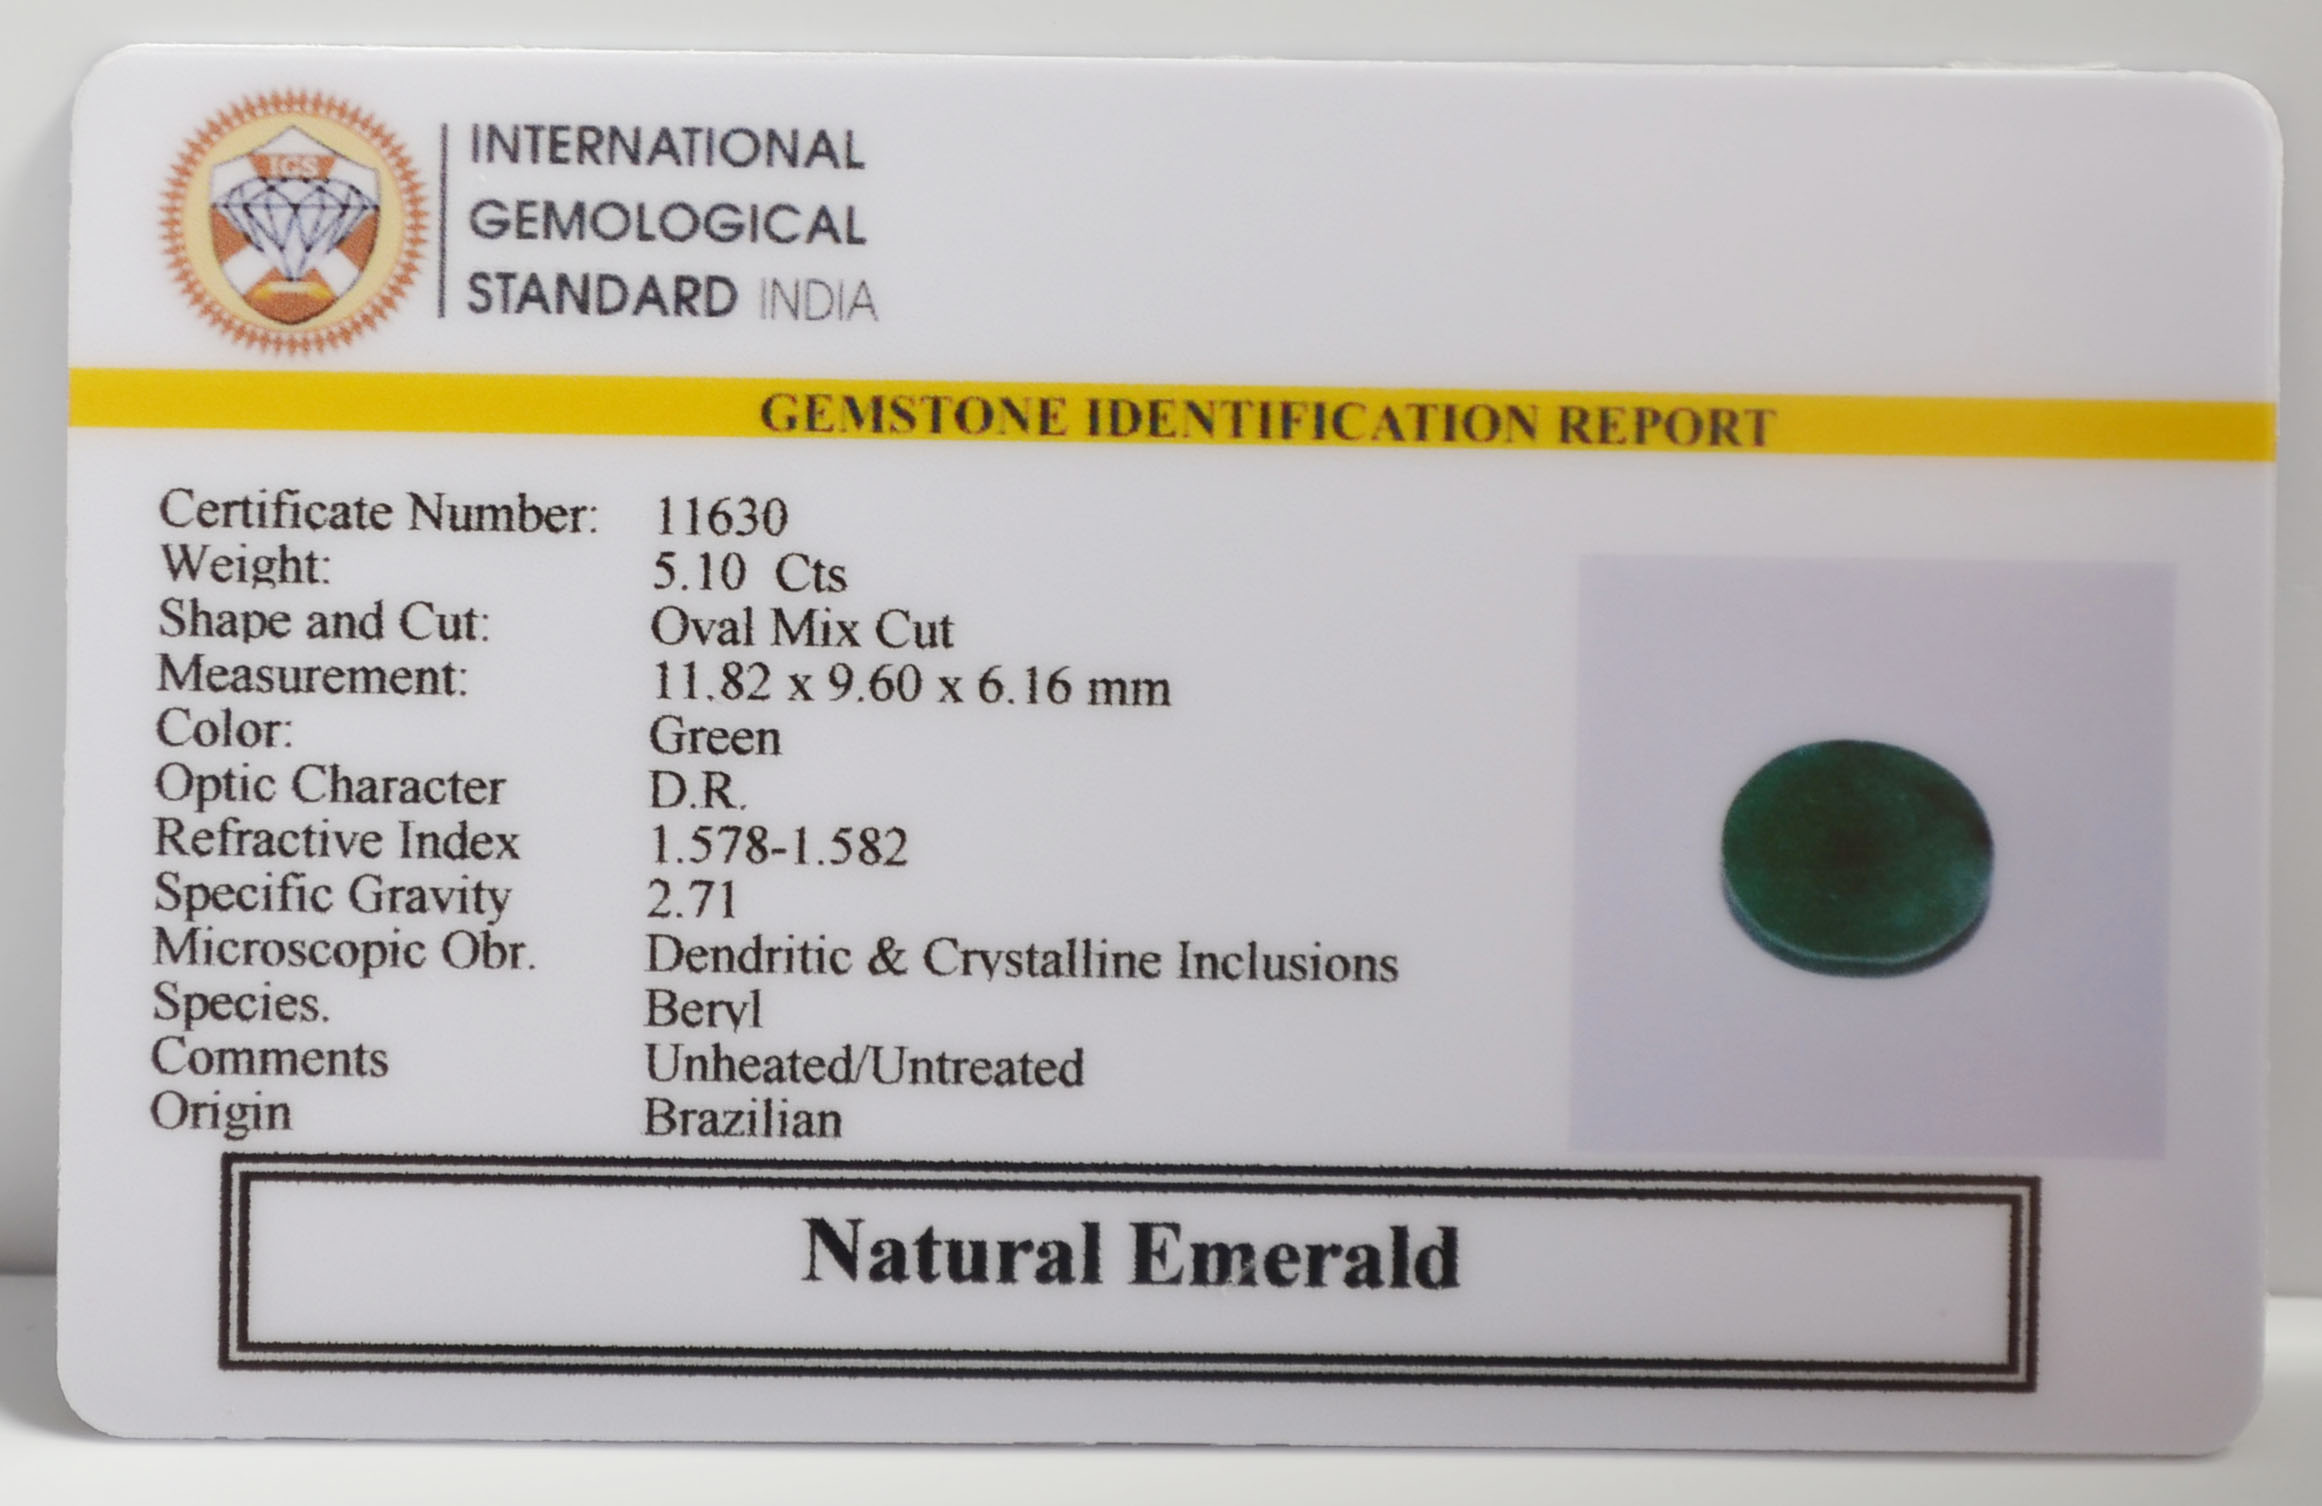 IGS
INTERNATIONAL
GEMOLOGICAL
STANDARD INDIA
GEMSTONE IDENTIFICATION REPORT
Certificate Number: 11630
Weight: 5.10 Cts
Shape and Cut: Oval Mix Cut
Measurement: 11.82 x 9.60 x 6.16 mm
Color: Green
Optic Character D.R.
Refractive Index 1.578-1.582
Specific Gravity 2.71
Microscopic Obr. Dendritic & Crystalline Inclusions
Species. Beryl
Comments Unheated/Untreated
Origin Brazilian
Natural Emerald